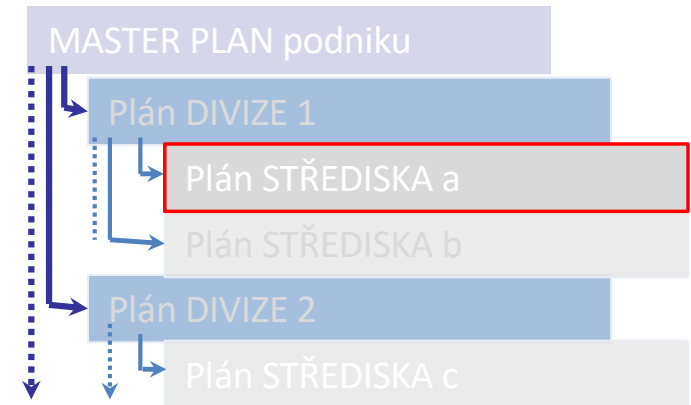 MASTER PLAN podniku
Plán DIVIZE 1
Plán STŘEDISKA a
Plán STŘEDISKA b
Plán DIVIZE 2
Plán STŘEDISKA c